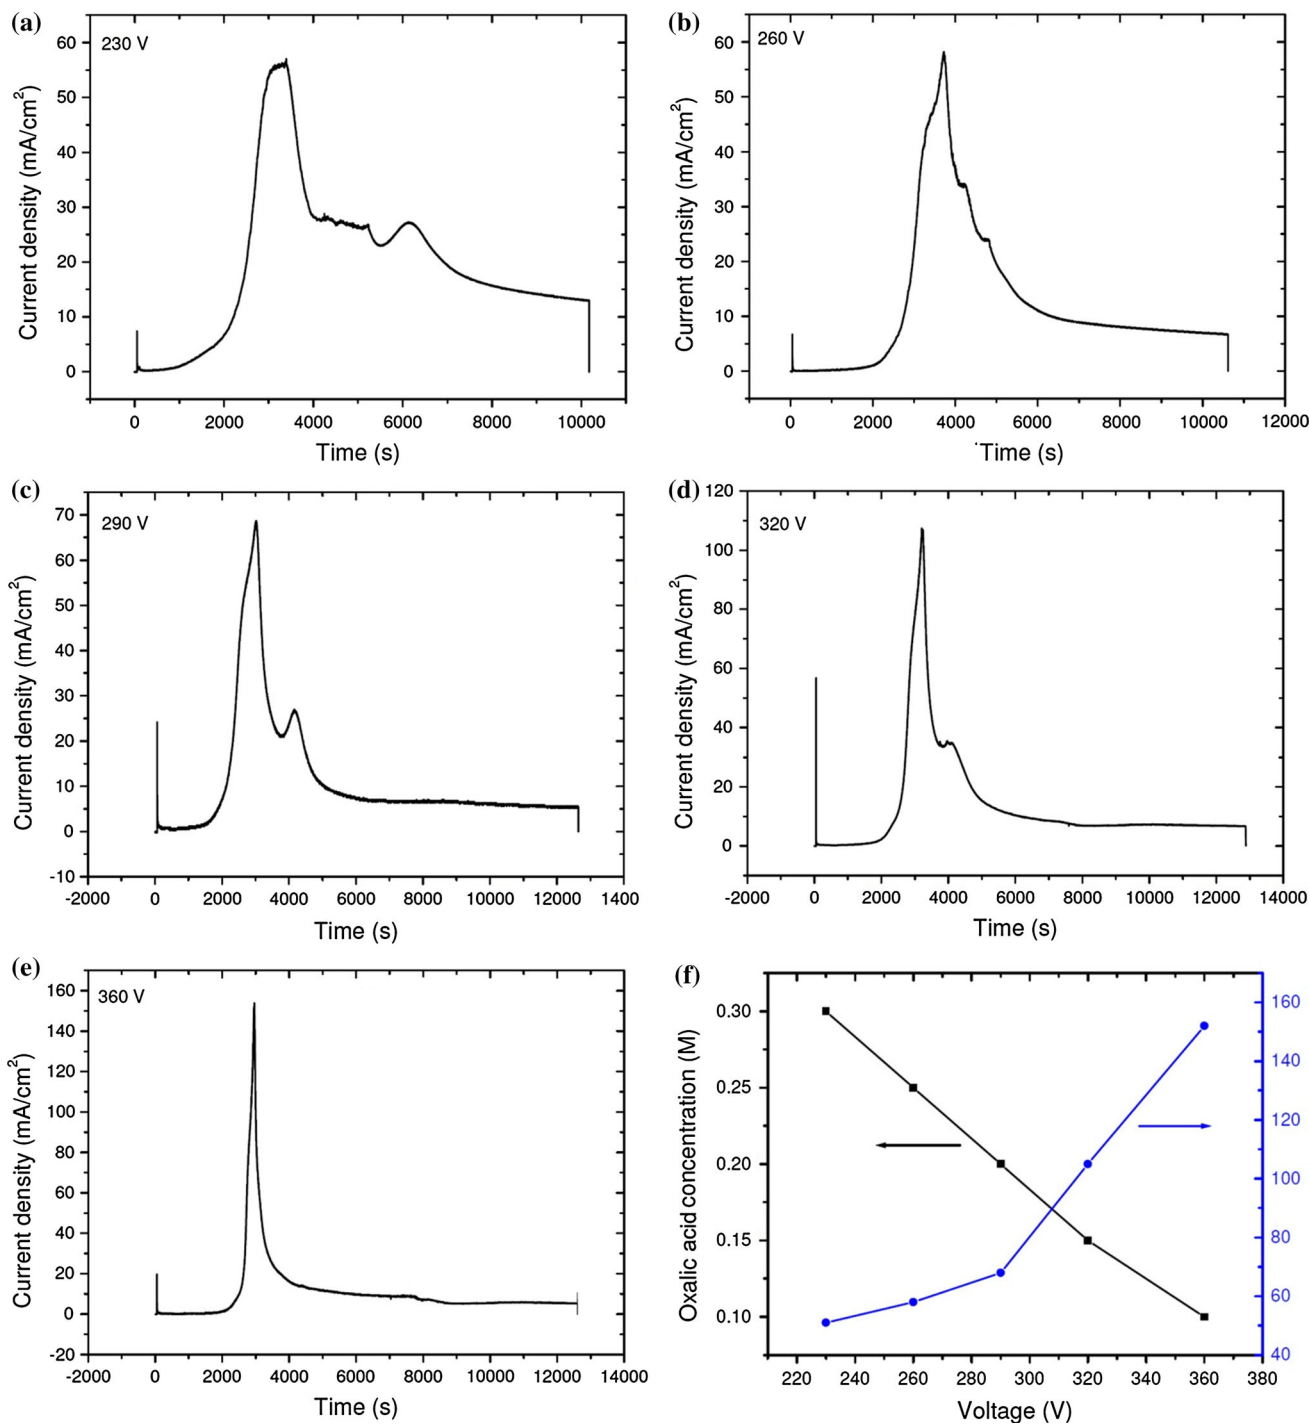 (a)
230 V
60
50
40
30
20
10
0
Current density (mA/cm2)
0 2000 4000 6000 8000 10000
Time (s)
(b)
260 V
60
50
40
30
20
10
0
Current density (mA/cm2)
0 2000 4000 6000 8000 10000 12000
Time (s)
(c)
290 V
70
60
50
40
30
20
10
0
-10
Current density (mA/cm2)
-2000 0 2000 4000 6000 8000 10000 12000 1400
Time (s)
(d)
320 V
120
100
80
60
40
20
0
Current density (mA/cm2)
-2000 0 2000 4000 6000 8000 10000 12000 14000
Time (s)
(e)
360 V
160
140
120
100
80
60
40
20
0
-20
Current density (mA/cm2)
-2000 0 2000 4000 6000 8000 10000 12000 14000
Time (s)
(f)
0.30
0.25
0.20
0.15
0.10
Oxalic acid concentration (M)
160
140
120
100
80
60
40
220 240 260 280 300 320 340 360 380
Voltage (V)